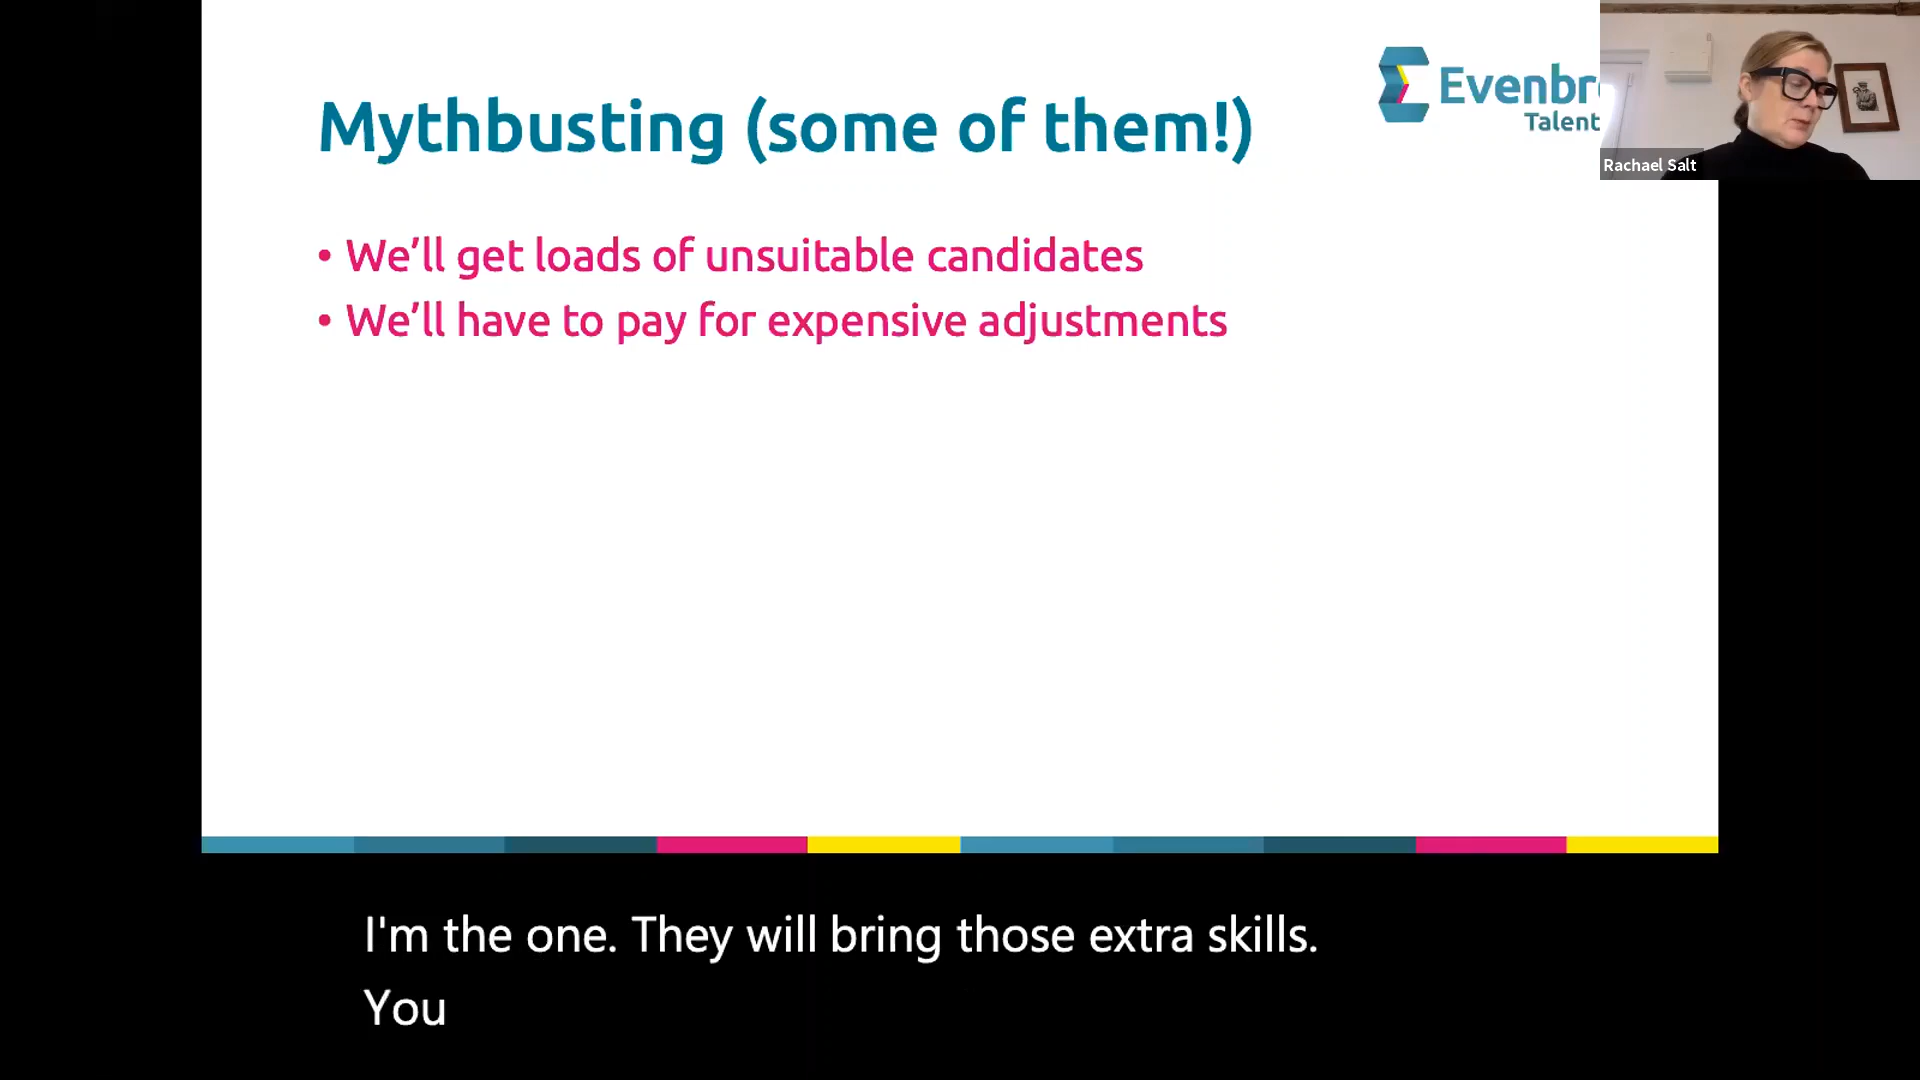 Mythbusting (some of them!)
Evenbr
Talent
Rachael Salt
• We’ll get loads of unsuitable candidates
• We’ll have to pay for expensive adjustments
I'm the one. They will bring those extra skills.
You